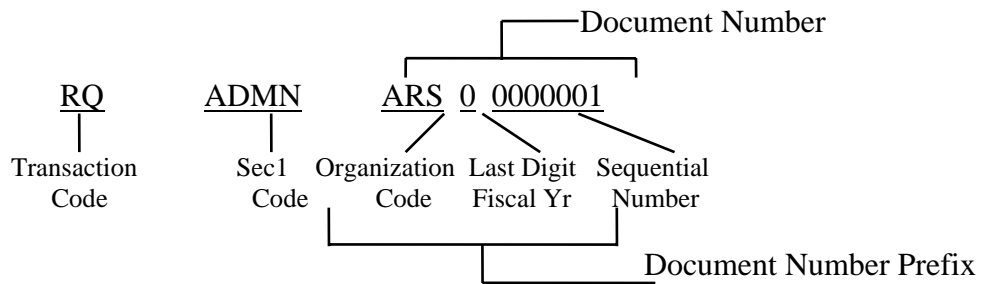 Document Number
RQ ADMN ARS 0 0000001
Transaction Sec1 Organization Last Digit Sequential
Code Code Code Fiscal Yr Number
Document Number Prefix